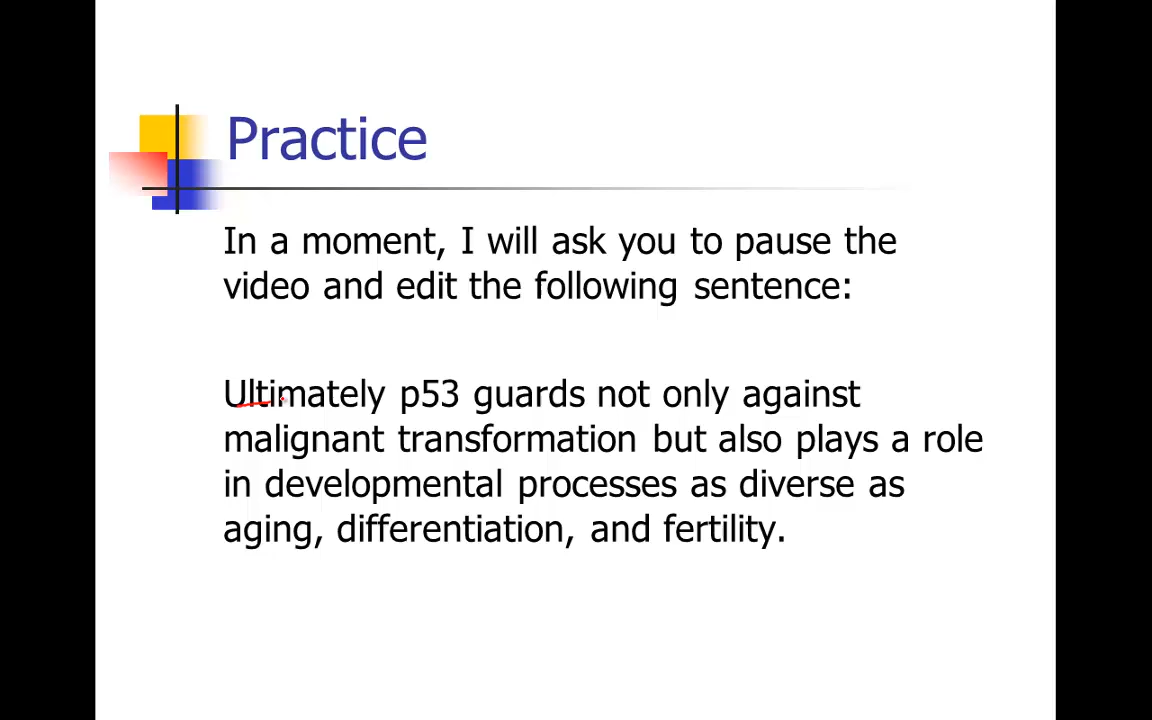 Practice
In a moment, I will ask you to pause the
video and edit the following sentence:
Ultimately p53 guards not only against
malignant transformation but also plays a role
in developmental processes as diverse as
aging, differentiation, and fertility.